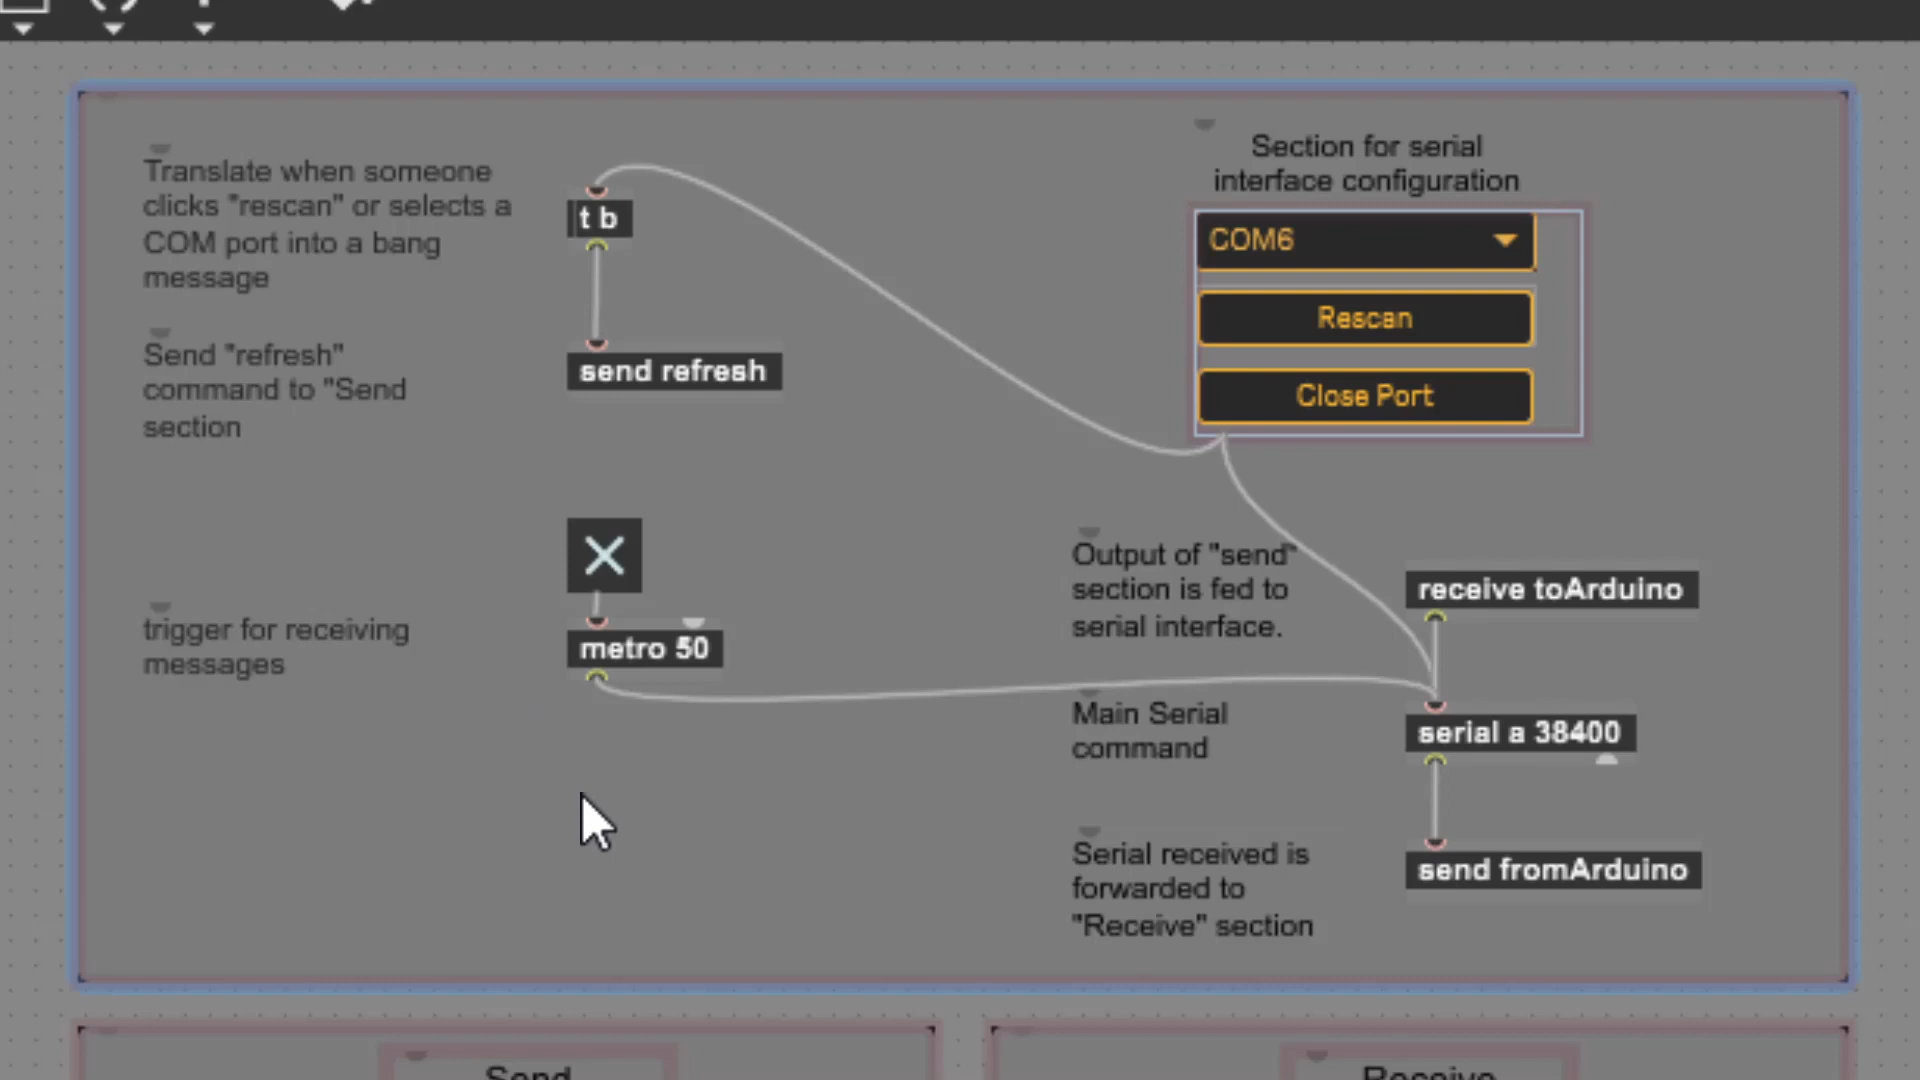 Translate when someone
clicks "rescan" or selects a
COM port into a bang
message
t b
Send "refresh"
command to "Send
section
send refresh
trigger for receiving
messages
metro 50
Section for serial
interface configuration
COM6
Rescan
Close Port
Output of "send"
section is fed to
serial interface.
receive toArduino
Main Serial
command
serial a 38400
Serial received is
forwarded to
"Receive" section
send fromArduino
Send
Receive